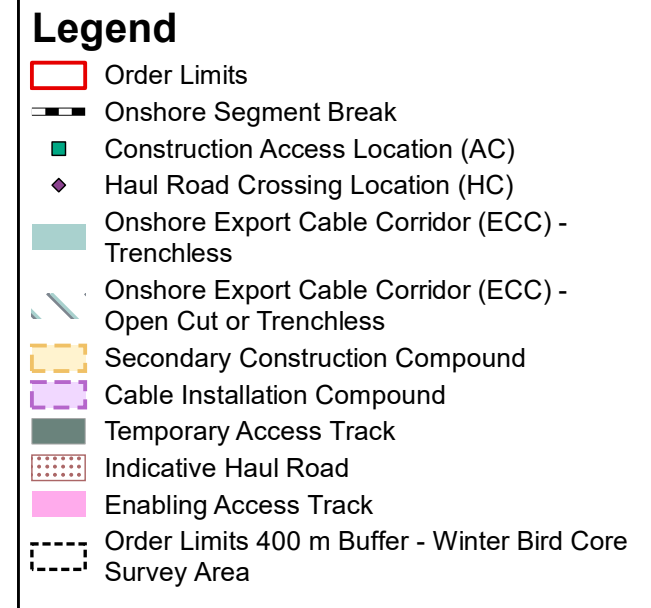 Legend
Order Limits
Onshore Segment Break
Construction Access Location (AC)
Haul Road Crossing Location (HC)
Onshore Export Cable Corridor (ECC) -
Trenchless
Onshore Export Cable Corridor (ECC) -
Open Cut or Trenchless
Secondary Construction Compound
Cable Installation Compound
Temporary Access Track
Indicative Haul Road
Enabling Access Track
Order Limits 400 m Buffer - Winter Bird Core
Survey Area